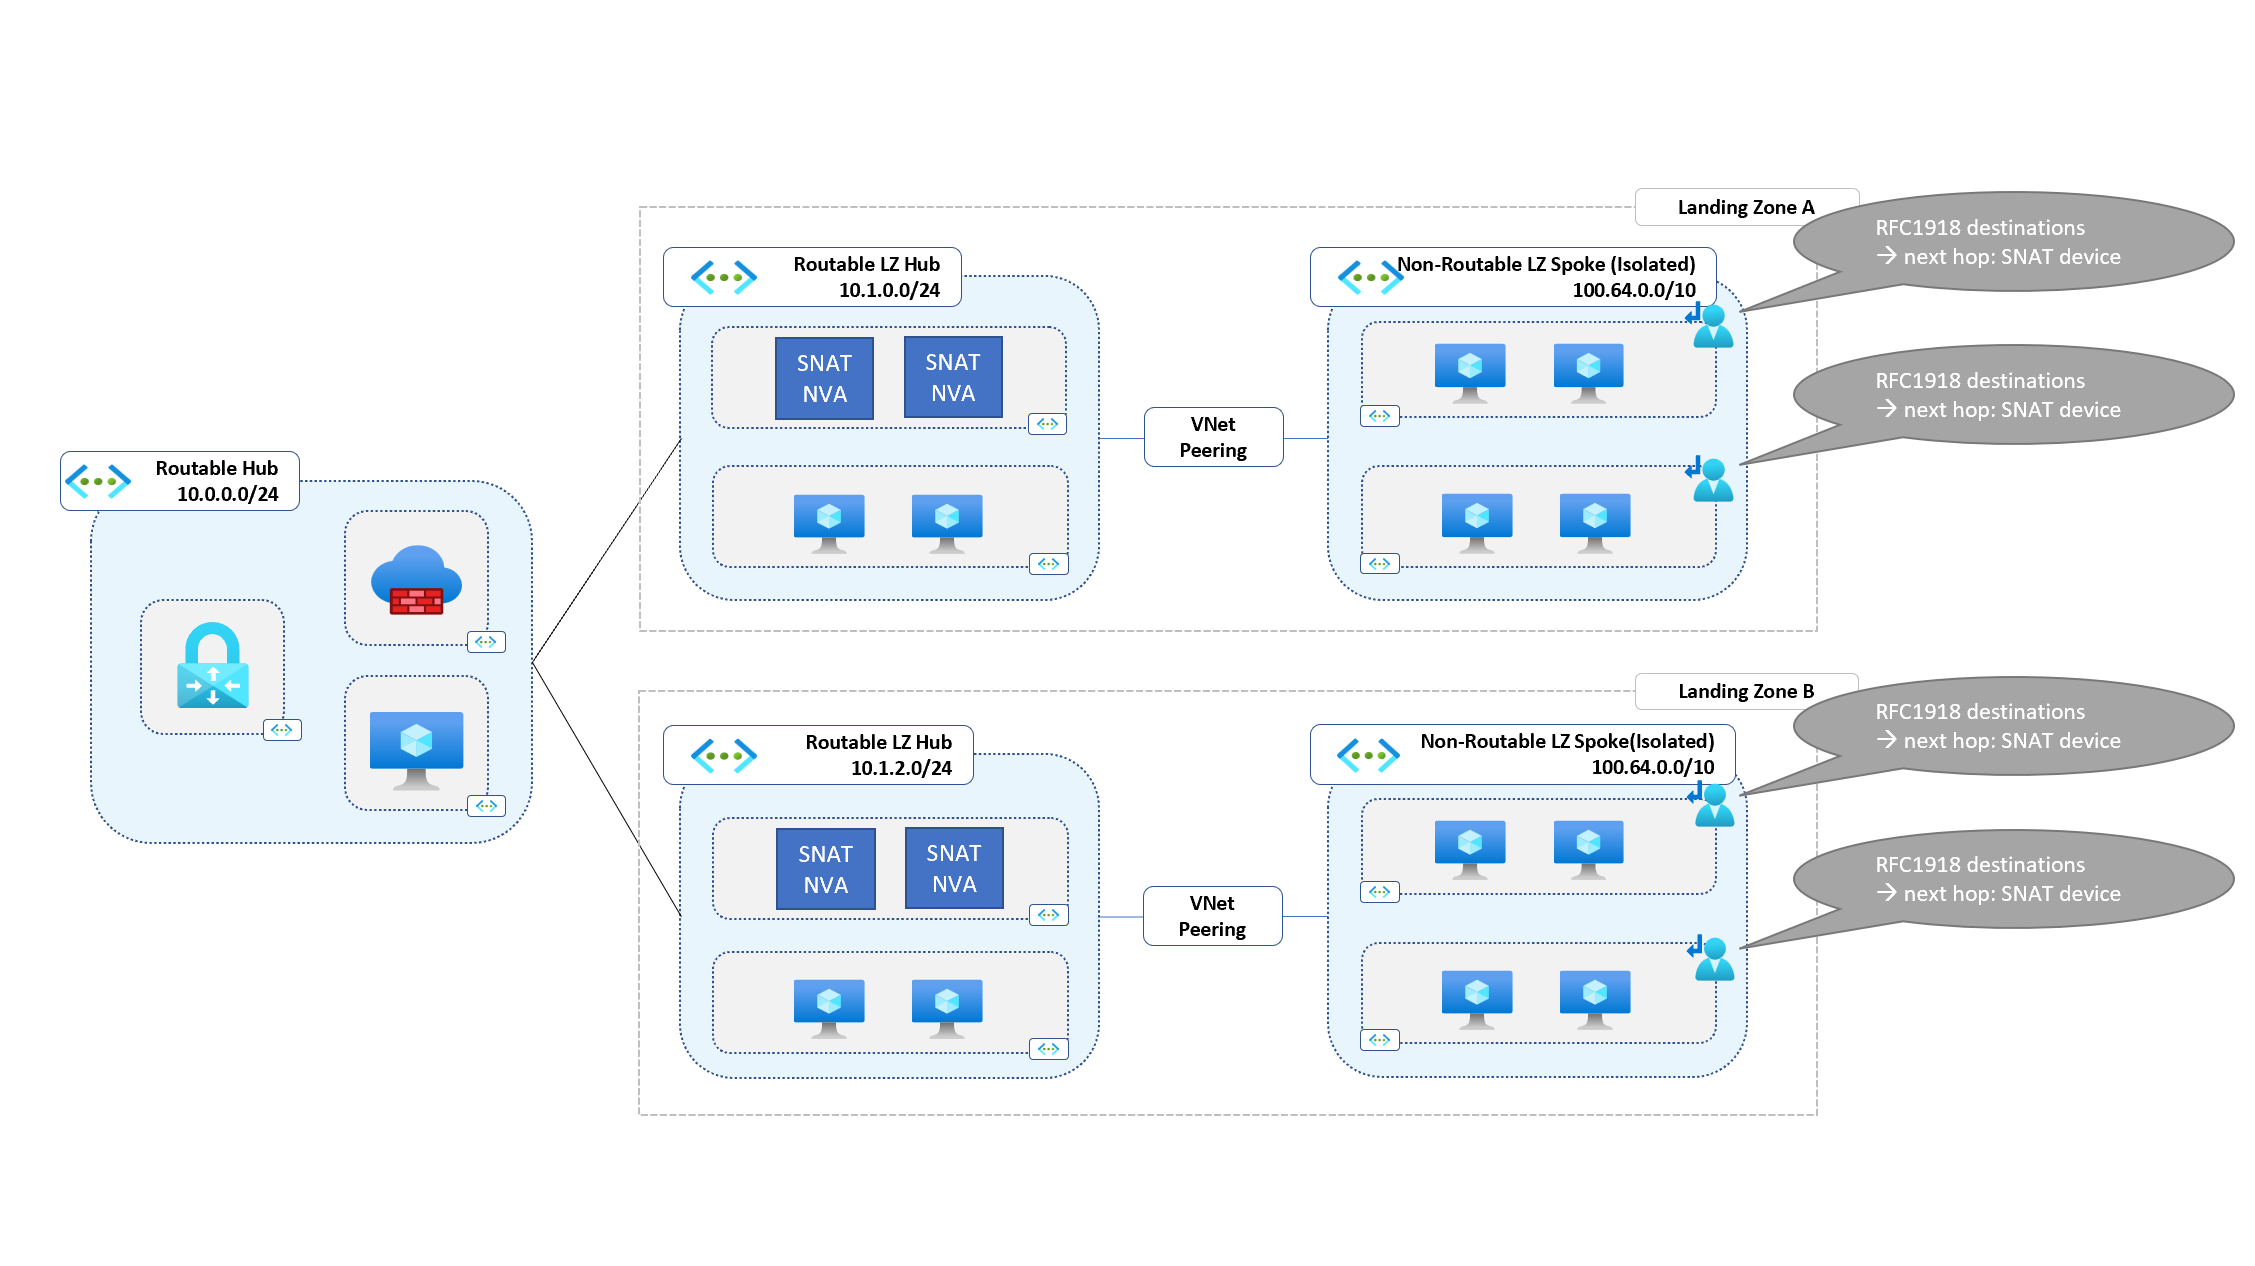 Landing Zone A
RFC1918 destinations
→ next hop: SNAT device
Routable LZ Hub
10.1.0.0/24
Non-Routable LZ Spoke (Isolated)
100.64.0.0/10
SNAT
NVA
SNAT
NVA
RFC1918 destinations
→ next hop: SNAT device
VNet
Peering
Routable Hub
10.0.0.0/24
Landing Zone B
RFC1918 destinations
→ next hop: SNAT device
Routable LZ Hub
10.1.2.0/24
Non-Routable LZ Spoke(Isolated)
100.64.0.0/10
SNAT
NVA
SNAT
NVA
RFC1918 destinations
→ next hop: SNAT device
VNet
Peering